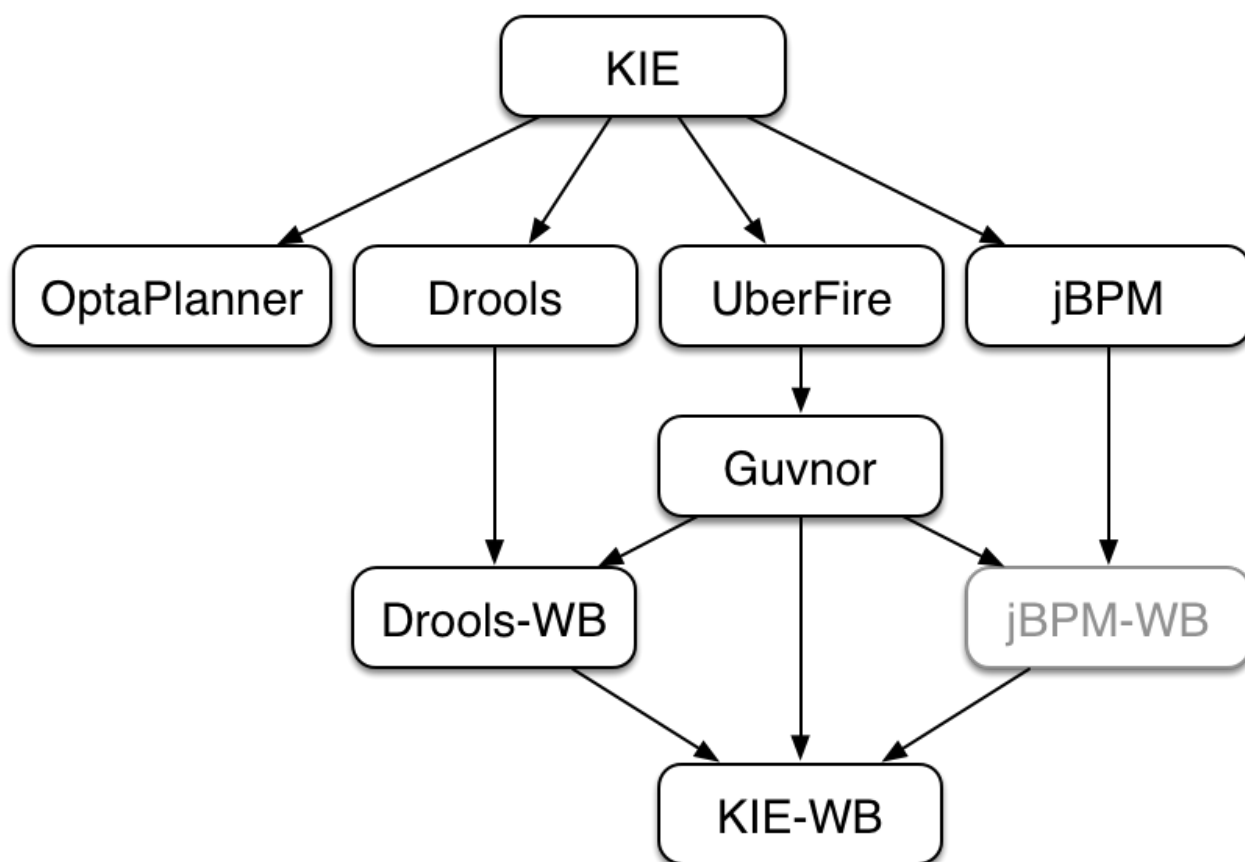 KIE
OptaPlanner
Drools
UberFire
jBPM
Guvnor
Drools-WB
jBPM-WB
KIE-WB